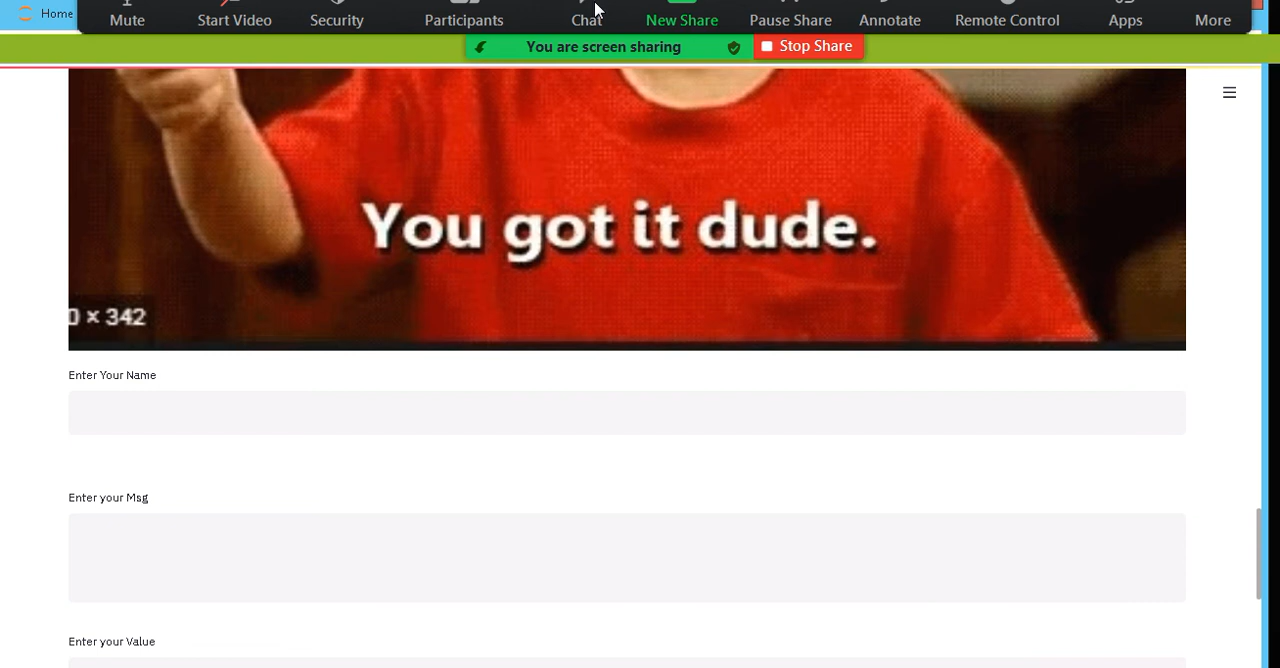 Home
Mute Start Video Security Participants Chat New Share Pause Share Annotate Remote Control Apps More
You are screen sharing Stop Share
You got it dude.
0 × 342
Enter Your Name
Enter your Msg
Enter your Value